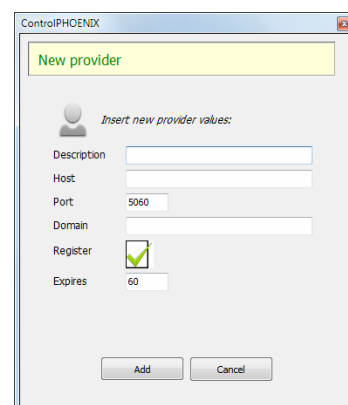 ControlPHOENIX
New provider
Insert new provider values:
Description
Host
Port 5060
Domain
Register
Expires 60
Add Cancel